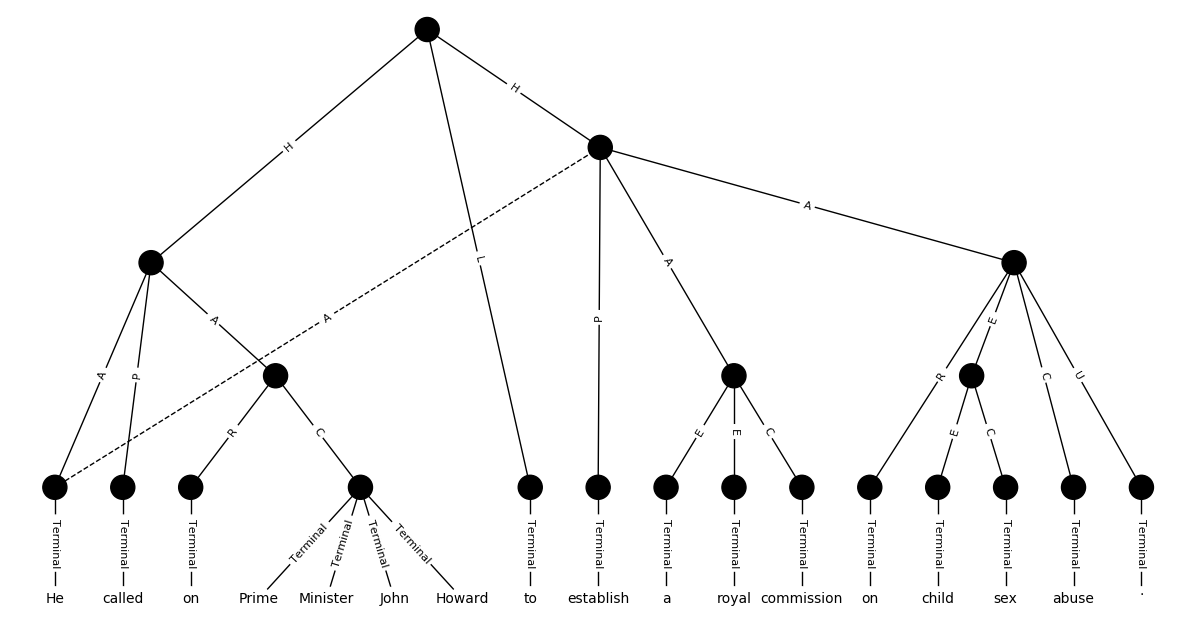 H
H
A
L
A
A
P
A
A
P
E
R
C
U
R
C
E
E
C
E
C
Terminal Terminal Terminal Terminal Terminal Terminal Terminal Terminal Terminal Terminal Terminal Terminal Terminal Terminal Terminal Terminal Terminal
He called on Prime Minister John Howard to establish a royal commission on child sex abuse .